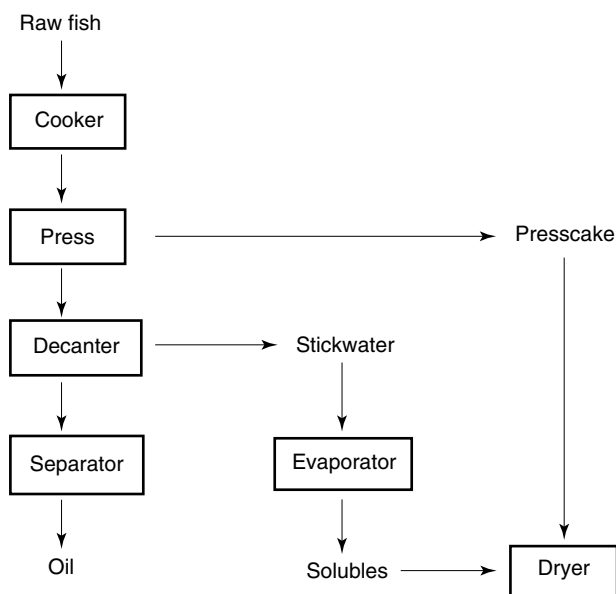 Raw fish
Cooker
Press
Presscake
Decanter
Stickwater
Separator
Evaporator
Oil
Solubles
Dryer